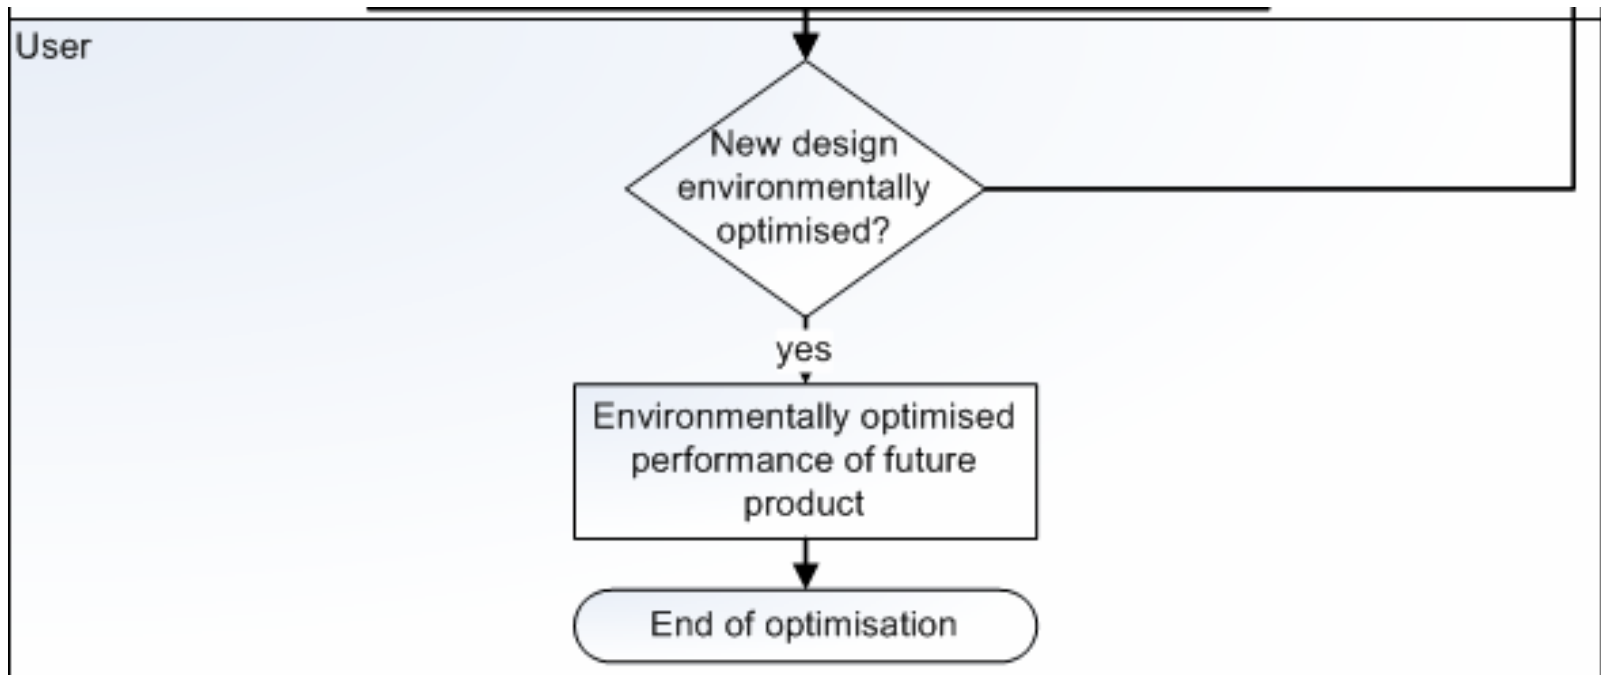 User
New design
environmentally
optimised?
yes
Environmentally optimised
performance of future
product
End of optimisation